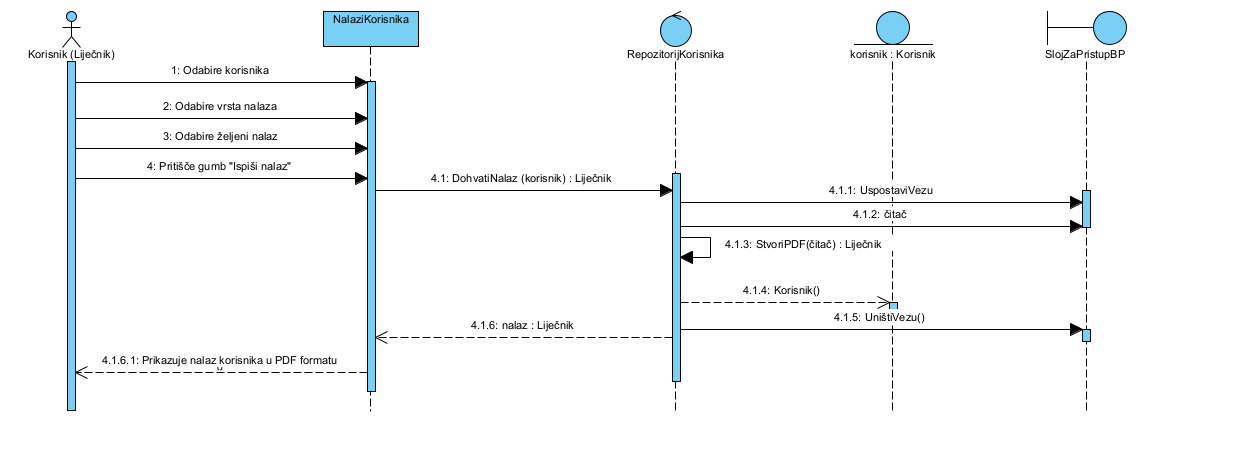 Korisnik (Liječnik)
NalaziKorisnika
RepozitorijKorisnika
korisnik : Korisnik
SlojZaPristupBP
1: Odabire korisnika
2: Odabire vrsta nalaza
3: Odabire željeni nalaz
4: Pritišče gumb "Ispiši nalaz"
4.1: DohvatiNalaz (korisnik) : Liječnik
4.1.1: UspostaviVezu
4.1.2: čitač
4.1.3: StvoriPDF(čitač) : Liječnik
4.1.4: Korisnik()
4.1.5: UništiVezu()
4.1.6: nalaz : Liječnik
4.1.6.1: Prikazuje nalaz korisnika u PDF formatu